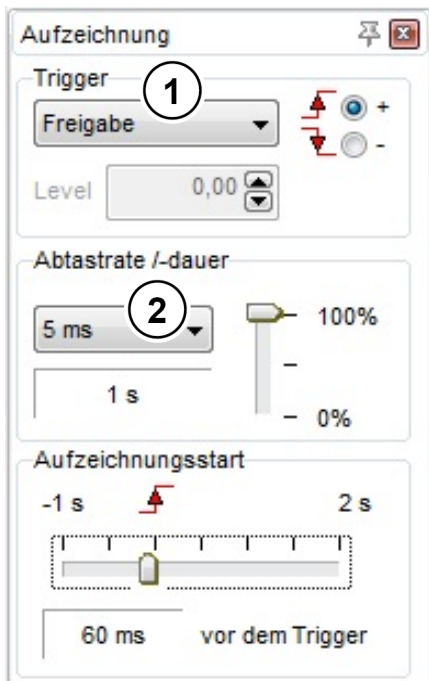 Aufzeichnung
Trigger
1
Freigabe
+
-
Level 0,00
Abtastrate /-dauer
2
5 ms
100%
1 s
0%
Aufzeichnungsstart
-1 s 2 s
60 ms vor dem Trigger